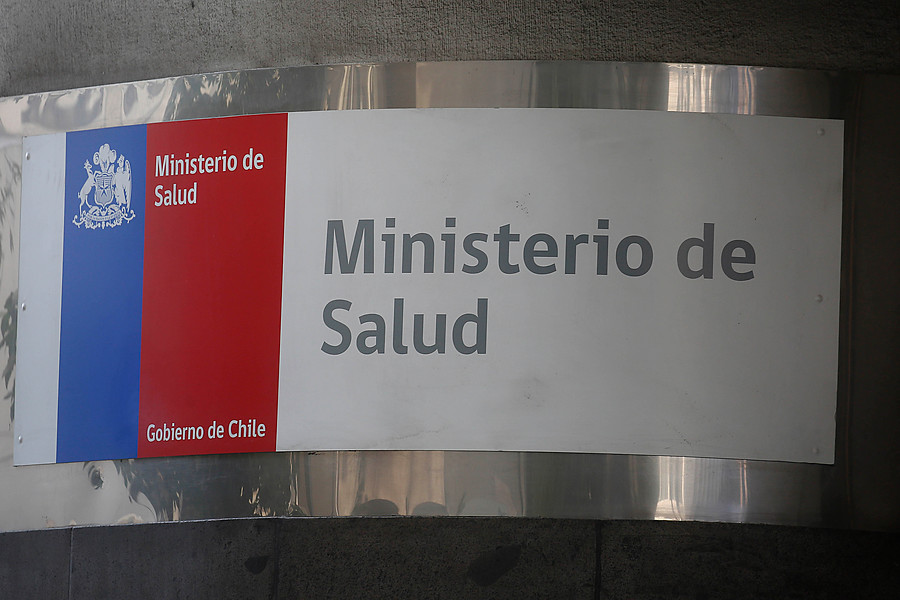 Ministerio de
Salud
Gobierno de Chile
Ministerio de
Salud